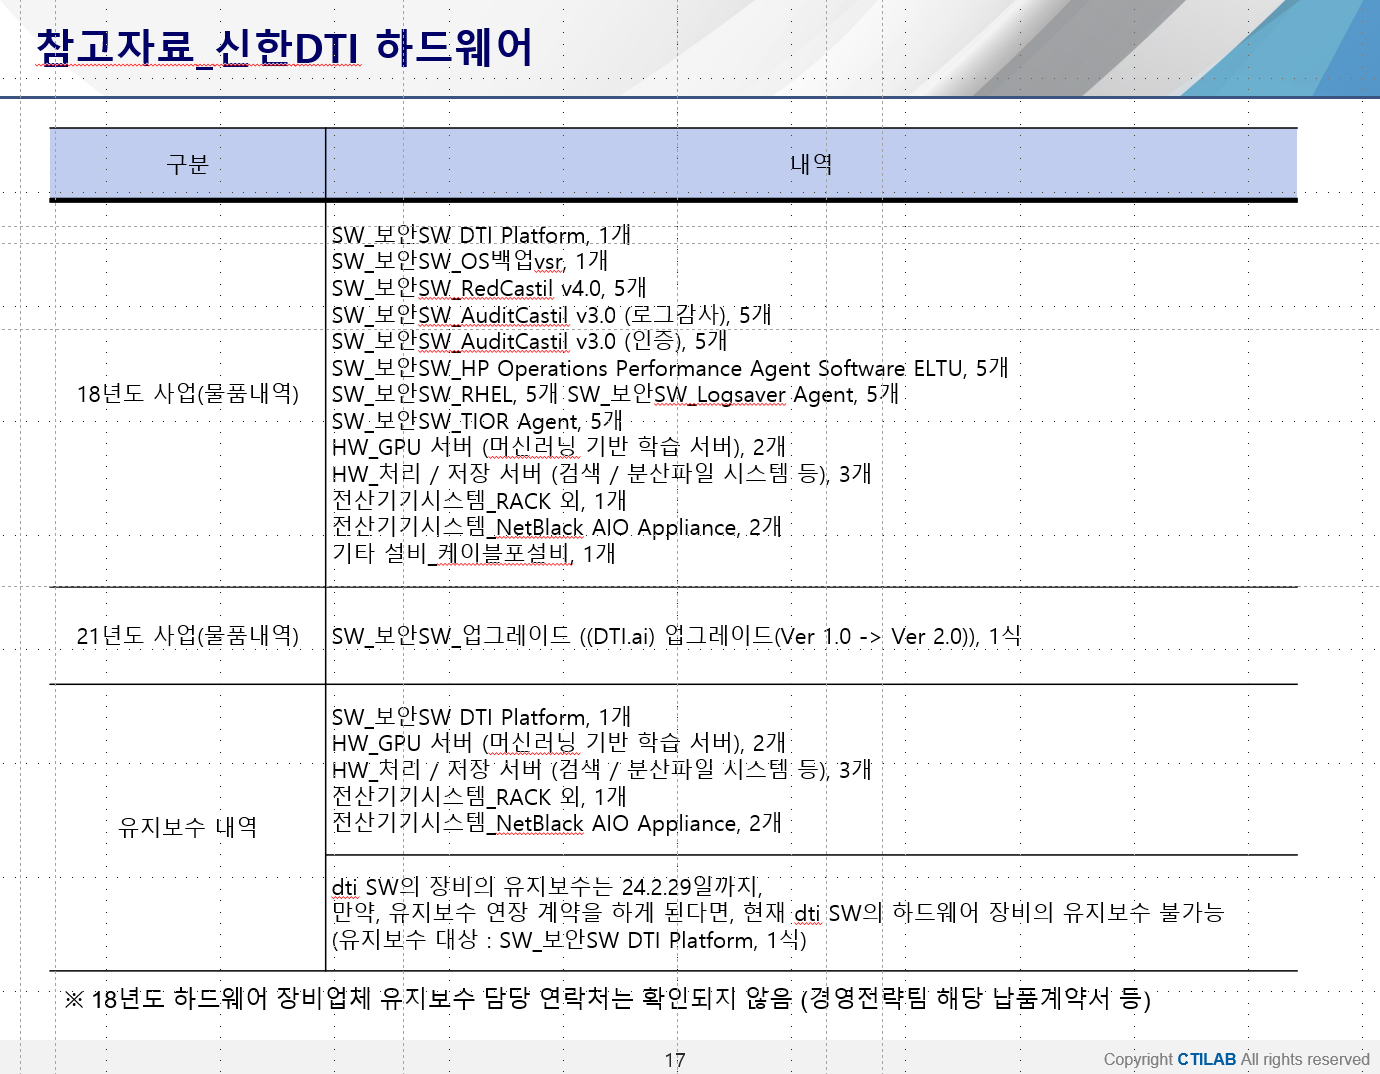 참고자료_신한DTI 하드웨어
구분
내역
18년도 사업(물품내역)
SW_보안SW DTI Platform, 1개
SW_보안SW_OS백업vsr, 1개
SW_보안SW_RedCastil v4.0, 5개
SW_보안SW_AuditCastil v3.0 (로그감사), 5개
SW_보안SW_AuditCastil v3.0 (인증), 5개
SW_보안SW_HP Operations Performance Agent Software ELTU, 5개
SW_보안SW_RHEL, 5개 SW_보안SW_Logsaver Agent, 5개
SW_보안SW_TIOR Agent, 5개
HW_GPU 서버 (머신러닝 기반 학습 서버), 2개
HW_처리 / 저장 서버 (검색 / 분산파일 시스템 등), 3개
전산기기시스템_RACK 외, 1개
전산기기시스템_NetBlack AIO Appliance, 2개
기타 설비_케이블포설비, 1개
21년도 사업(물품내역)
SW_보안SW_업그레이드 ((DTI.ai) 업그레이드(Ver 1.0 -> Ver 2.0)), 1식
유지보수 내역
SW_보안SW DTI Platform, 1개
HW_GPU 서버 (머신러닝 기반 학습 서버), 2개
HW_처리 / 저장 서버 (검색 / 분산파일 시스템 등), 3개
전산기기시스템_RACK 외, 1개
전산기기시스템_NetBlack AIO Appliance, 2개
dti SW의 장비의 유지보수는 24.2.29일까지,
만약, 유지보수 연장 계약을 하게 된다면, 현재 dti SW의 하드웨어 장비의 유지보수 불가능
(유지보수 대상 : SW_보안SW DTI Platform, 1식)
※ 18년도 하드웨어 장비업체 유지보수 담당 연락처는 확인되지 않음 (경영전략팀 해당 납품계약서 등)
17
Copyright CTILAB All rights reserved